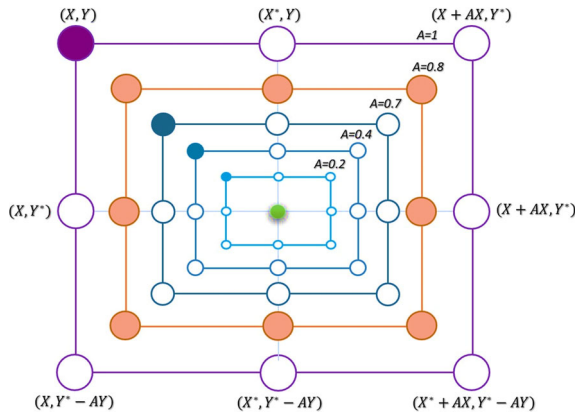 (X, Y)
(X*, Y)
(X + AX, Y*)
A=1
A=0.8
A=0.7
A=0.4
A=0.2
(X, Y*)
(X + AX, Y*)
(X, Y* − AY)
(X*, Y* − AY)
(X* + AX, Y* − AY)